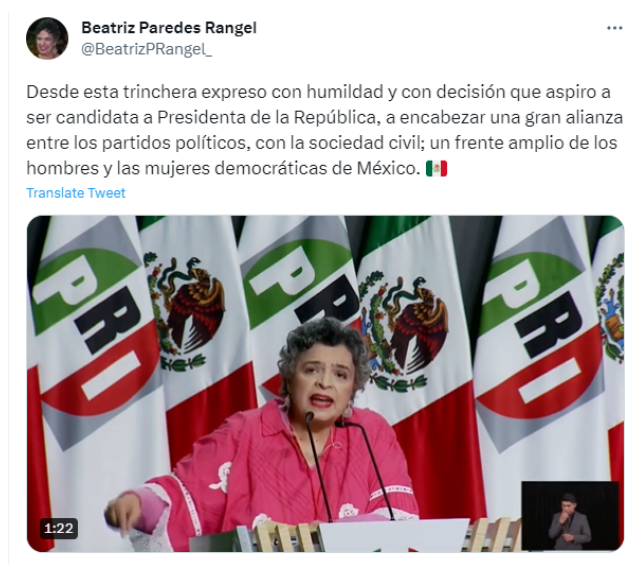 Beatriz Paredes Rangel
@BeatrizPRangel_
Desde esta trinchera expreso con humildad y con decisión que aspiro a
ser candidata a Presidenta de la República, a encabezar una gran alianza
entre los partidos políticos, con la sociedad civil; un frente amplio de los
hombres y las mujeres democráticas de México. 🇲🇽
Translate Tweet
PRI
PRI
PRI
1:22